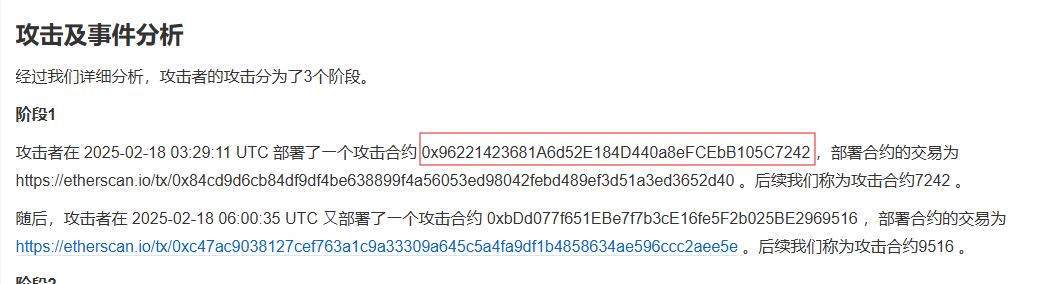 攻击及事件分析
经过我们详细分析，攻击者的攻击分为了3个阶段。
阶段1
攻击者在 2025-02-18 03:29:11 UTC 部署了一个攻击合约 0x96221423681A6d52E184D440a8eFCEbB105C7242 ，部署合约的交易为
https://etherscan.io/tx/0x84cd9d6cb84df9df4be638899f4a56053ed98042febd489ef3d51a3ed3652d40 。后续我们称为攻击合约7242 。
随后，攻击者在 2025-02-18 06:00:35 UTC 又部署了一个攻击合约 0xbDd077f651EBe7f7b3cE16fe5F2b025BE2969516 ，部署合约的交易为
https://etherscan.io/tx/0xc47ac9038127cef763a1c9a33309a645c5a4fa9df1b4858634ae596ccc2aee5e 。后续我们称为攻击合约9516 。
阶段2